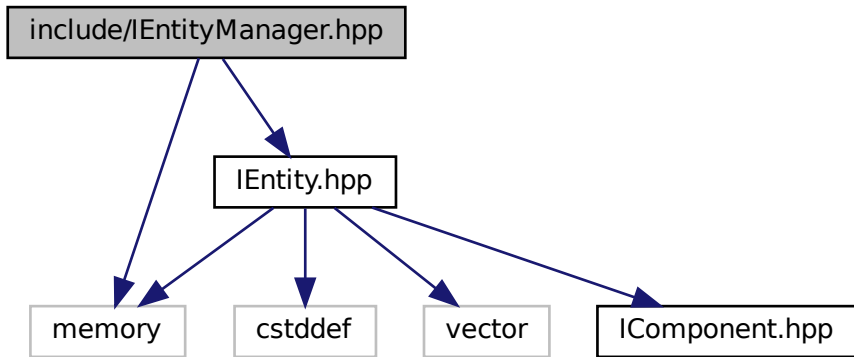 include/IEntityManager.hpp
IEntity.hpp
memory
cstddef
vector
IComponent.hpp